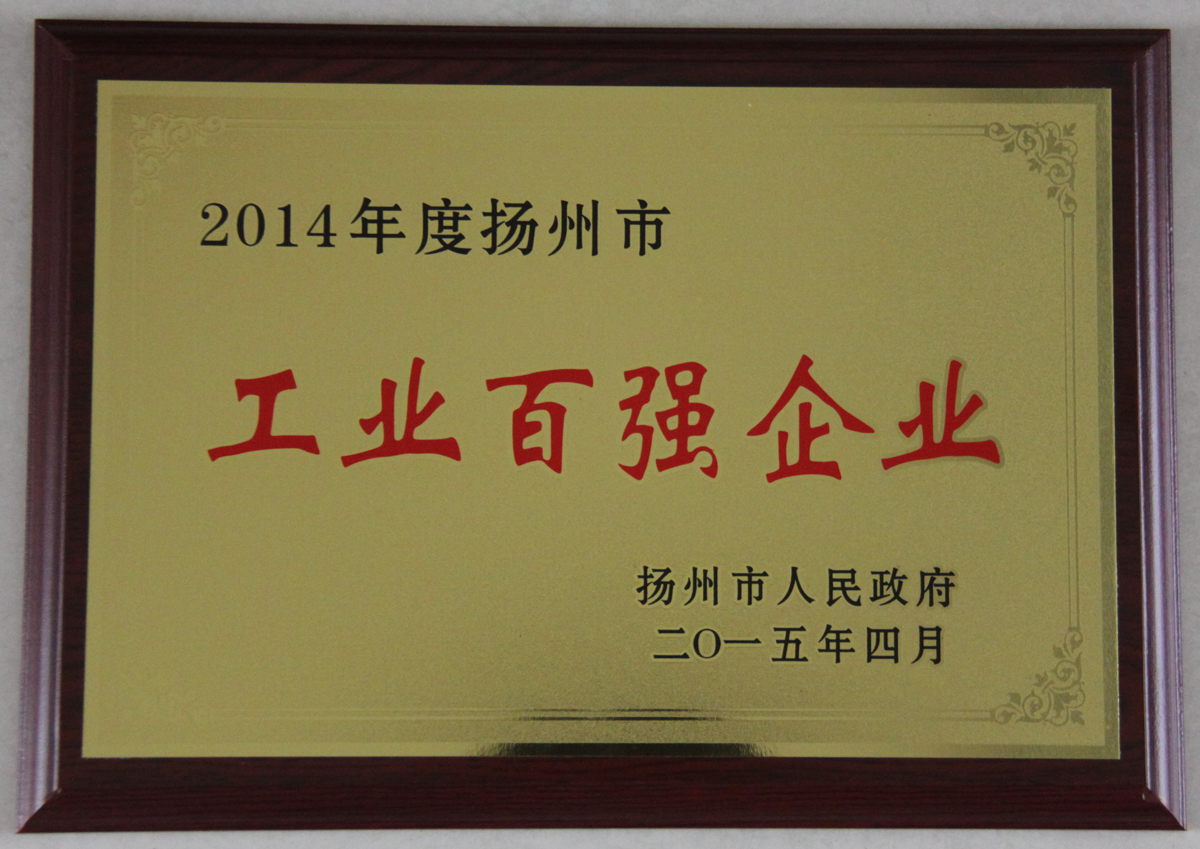 2014年度扬州市
工业百强企业
扬州市人民政府
二〇一五年四月